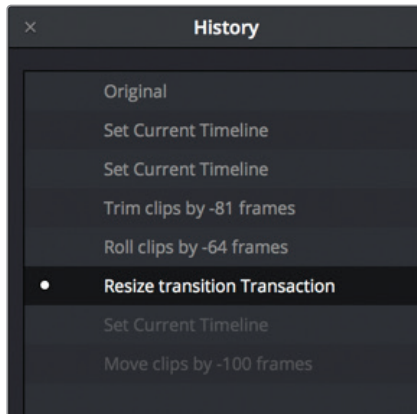 × History
Original
Set Current Timeline
Set Current Timeline
Trim clips by -81 frames
Roll clips by -64 frames
Resize transition Transaction
Set Current Timeline
Move clips by -100 frames